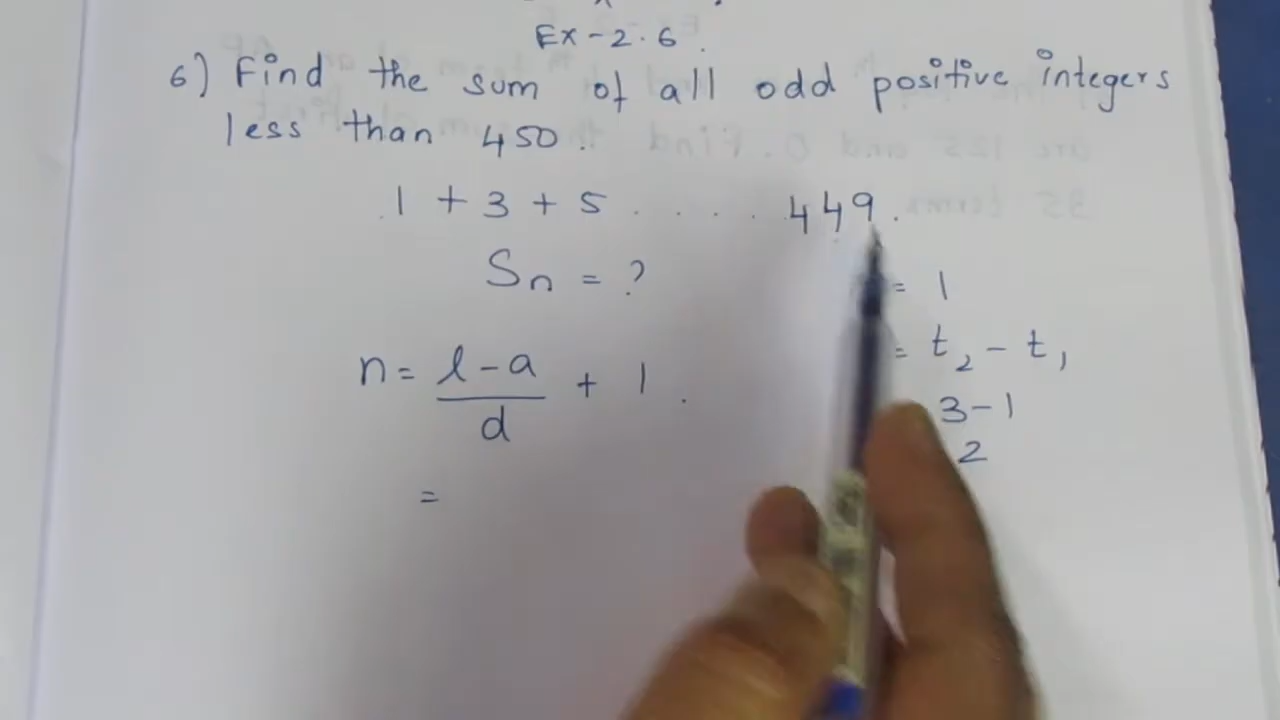 Ex-2.6.
6) Find the sum of all odd positive integers
less than 450.
1 + 3 + 5 . . . . 449.
Sn = ?
= 1
n = l-a/d + 1.
= t2 - t1
3-1
2
=